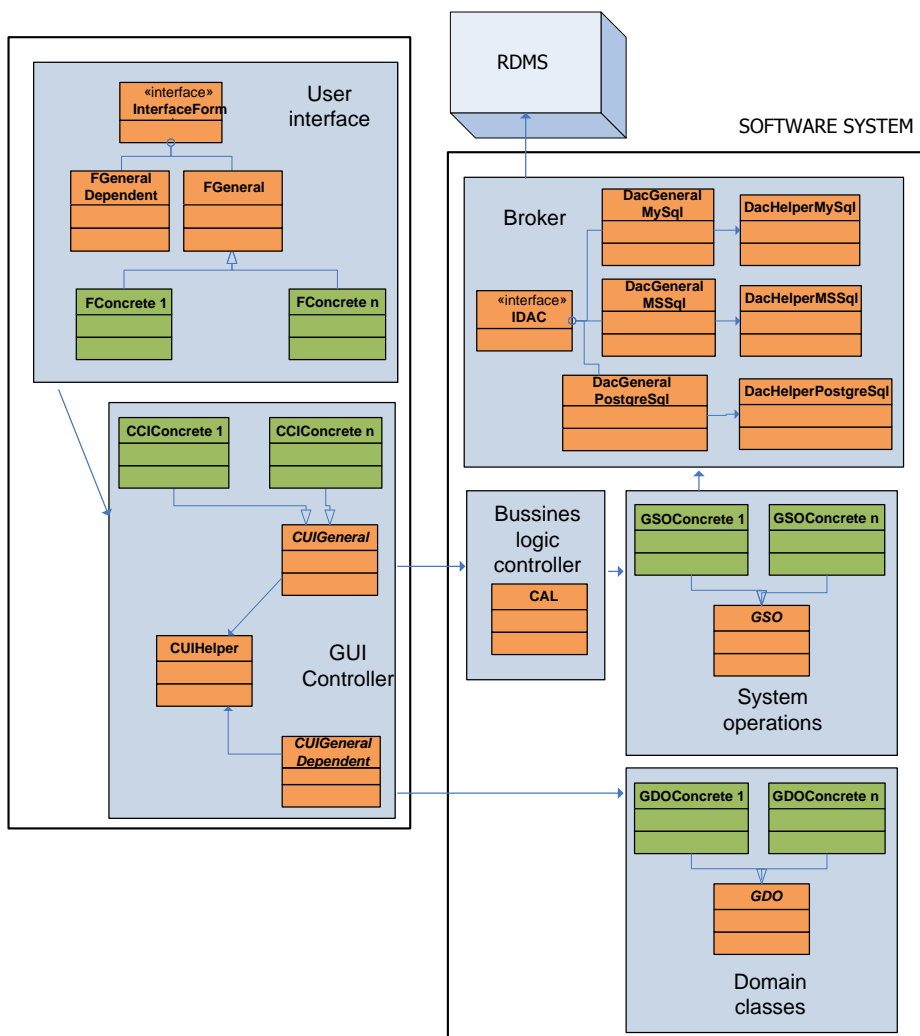 RDMS
SOFTWARE SYSTEM
User
interface
«interface»
InterfaceForm
FGeneral
Dependent
FGeneral
FConcrete 1
FConcrete n
Broker
DacGeneral
MySql
DacHelperMySql
«interface»
IDAC
DacGeneral
MSSql
DacHelperMSSql
DacGeneral
PostgreSql
DacHelperPostgreSql
CCIConcrete 1
CCIConcrete n
CUIGeneral
CUIHelper
GUI
Controller
CUIGeneral
Dependent
Bussines
logic
controller
CAL
GSOConcrete 1
GSOConcrete n
GSO
System
operations
GDOConcrete 1
GDOConcrete n
GDO
Domain
classes